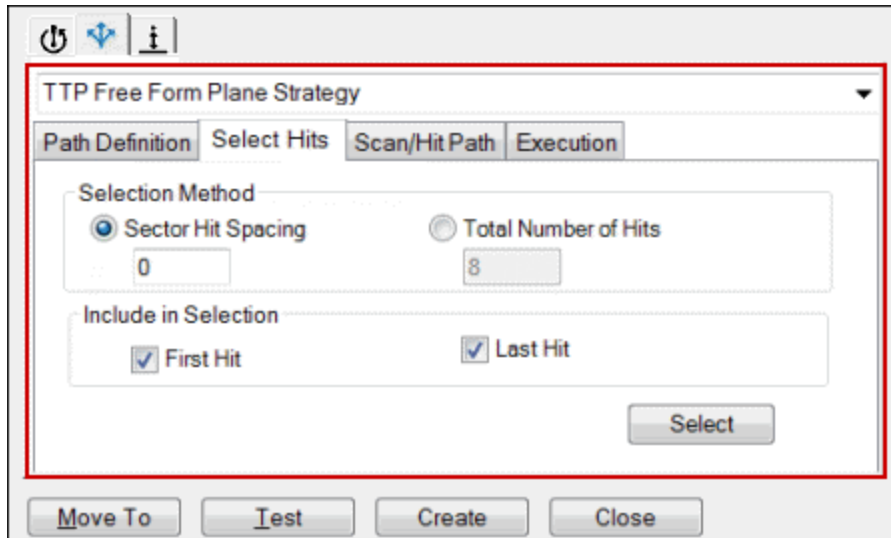 TTP Free Form Plane Strategy
Path Definition Select Hits Scan/Hit Path Execution
Selection Method
Sector Hit Spacing Total Number of Hits
0 8
Include in Selection
First Hit Last Hit
Select
Move To Test Create Close